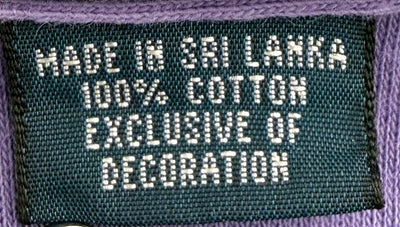 MADE IN SRI LANKA
100% COTTON
EXCLUSIVE OF
DECORATION